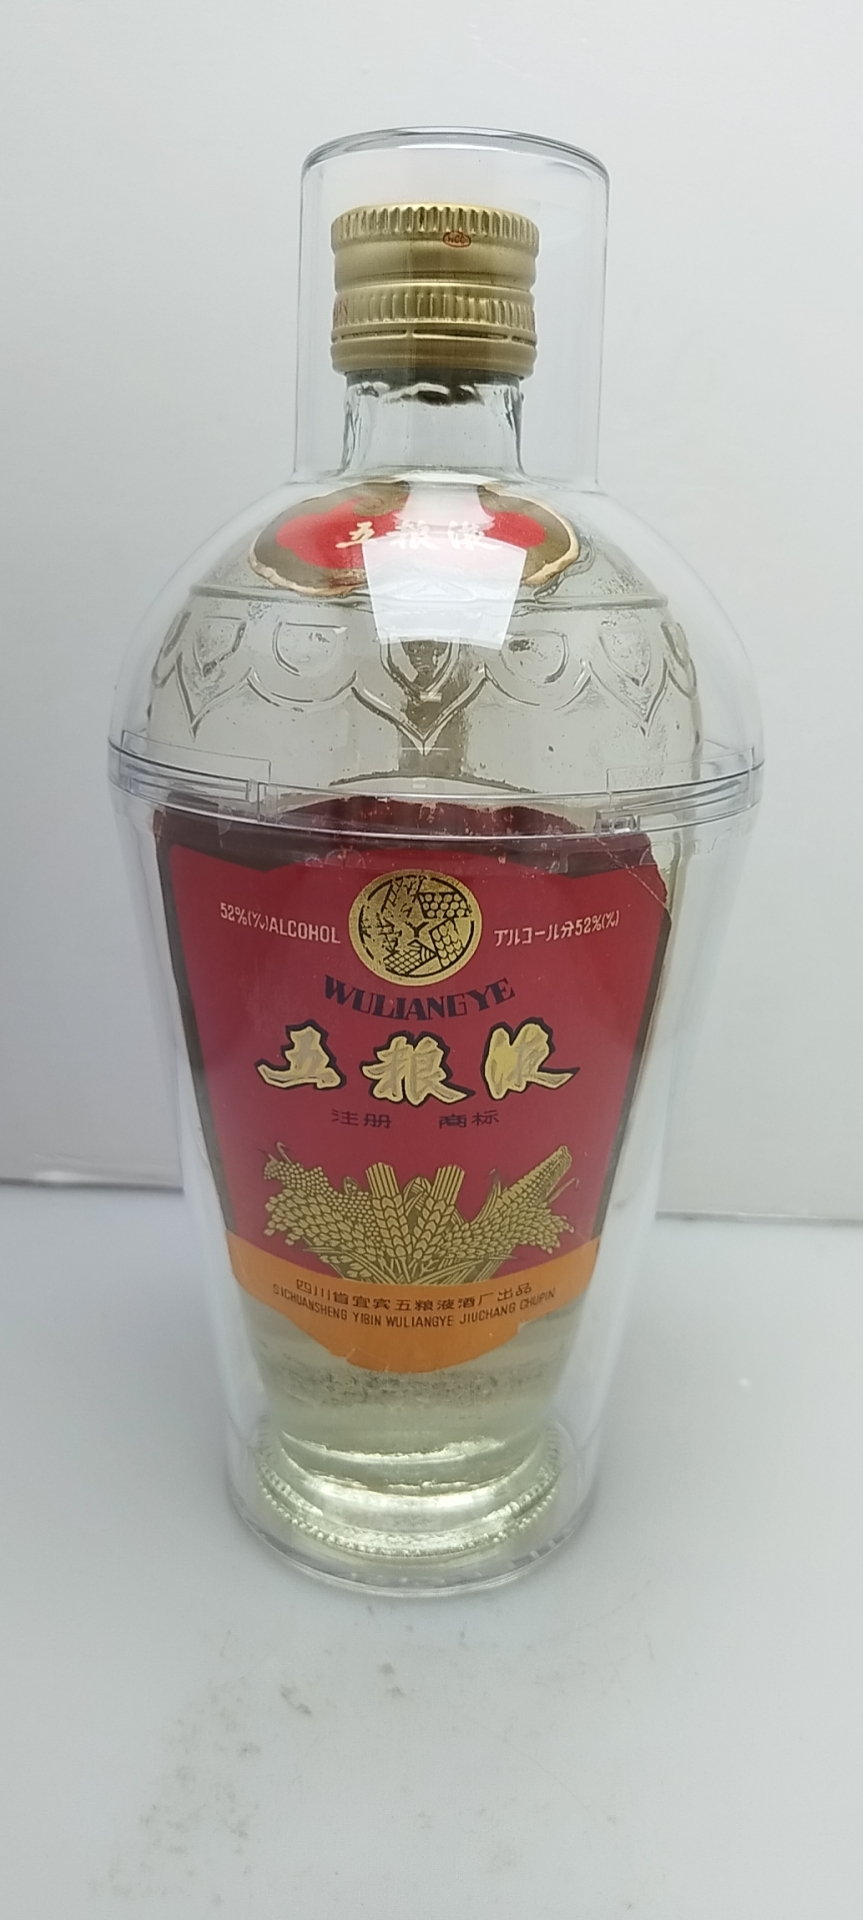 五粮液
52%(V)ALCOHOL
アルコール分52%(V)
WULIANGYE
五粮液
注册 商标
四川省宜宾五粮液酒厂出品
SICHUANSHENG YIBIN WULIANGYE JIUCHANG CHUPIN